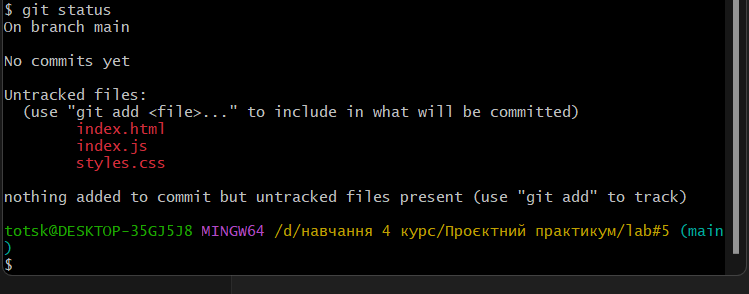 $ git status
On branch main
No commits yet
Untracked files:
  (use "git add <file>..." to include in what will be committed)
        index.html
        index.js
        styles.css
nothing added to commit but untracked files present (use "git add" to track)
totsk@DESKTOP-35GJ5J8 MINGW64 /d/навчання 4 курс/Проєктний практикум/lab#5 (main
)
$